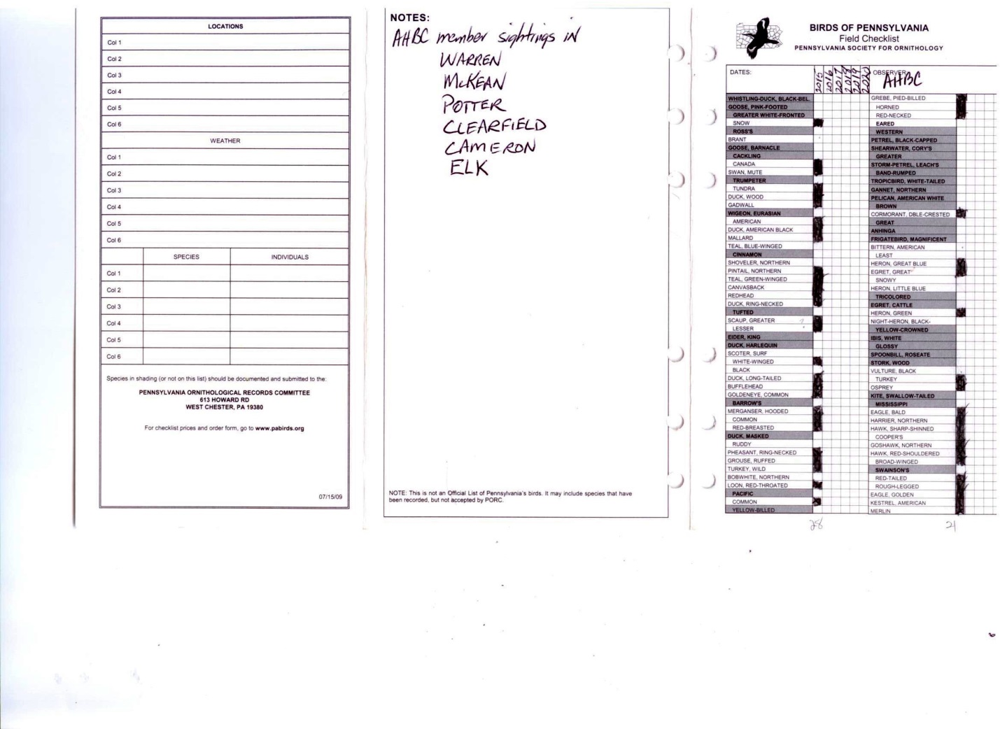 LOCATIONS
Col 1
Col 2
Col 3
Col 4
Col 5
Col 6
WEATHER
Col 1
Col 2
Col 3
Col 4
Col 5
Col 6
SPECIES INDIVIDUALS
Col 1
Col 2
Col 3
Col 4
Col 5
Col 6
Species in shading (or not on this list) should be documented and submitted to the:
PENNSYLVANIA ORNITHOLOGICAL RECORDS COMMITTEE
613 HOWARD RD
WEST CHESTER, PA 19380
For checklist prices and order form, go to www.pabirds.org
07/15/09
NOTES:
AHBC member sightings IN
WARREN
McKEAN
POTTER
CLEARFIELD
CAMERON
ELK
NOTE: This is not an Official List of Pennsylvania's birds. It may include species that have
been recorded, but not accepted by PORC.
BIRDS OF PENNSYLVANIA
Field Checklist
PENNSYLVANIA SOCIETY FOR ORNITHOLOGY
DATES: 2015 2016 2017 2018 2019 2020 OBSERVER: AHBC
WHISTLING-DUCK, BLACK-BEL.
GOOSE, PINK-FOOTED
GREATER WHITE-FRONTED
SNOW
ROSS'S
BRANT
GOOSE, BARNACLE
CACKLING
CANADA
SWAN, MUTE
TRUMPETER
TUNDRA
DUCK, WOOD
GADWALL
WIGEON, EURASIAN
AMERICAN
DUCK, AMERICAN BLACK
MALLARD
TEAL, BLUE-WINGED
CINNAMON
SHOVELER, NORTHERN
PINTAIL, NORTHERN
TEAL, GREEN-WINGED
CANVASBACK
REDHEAD
DUCK, RING-NECKED
TUFTED
SCAUP, GREATER
LESSER
EIDER, KING
DUCK, HARLEQUIN
SCOTER, SURF
WHITE-WINGED
BLACK
DUCK, LONG-TAILED
BUFFLEHEAD
GOLDENEYE, COMMON
BARROW'S
MERGANSER, HOODED
COMMON
RED-BREASTED
DUCK, MASKED
RUDDY
PHEASANT, RING-NECKED
GROUSE, RUFFED
TURKEY, WILD
BOBWHITE, NORTHERN
LOON, RED-THROATED
PACIFIC
COMMON
YELLOW-BILLED
28
GREBE, PIED-BILLED
HORNED
RED-NECKED
EARED
WESTERN
PETREL, BLACK-CAPPED
SHEARWATER, CORY'S
GREATER
STORM-PETREL, LEACH'S
BAND-RUMPED
TROPICBIRD, WHITE-TAILED
GANNET, NORTHERN
PELICAN, AMERICAN WHITE
BROWN
CORMORANT, DBLE-CRESTED
GREAT
ANHINGA
FRIGATEBIRD, MAGNIFICENT
BITTERN, AMERICAN
LEAST
HERON, GREAT BLUE
EGRET, GREAT
SNOWY
HERON, LITTLE BLUE
TRICOLORED
EGRET, CATTLE
HERON, GREEN
NIGHT-HERON, BLACK-
YELLOW-CROWNED
IBIS, WHITE
GLOSSY
SPOONBILL, ROSEATE
STORK, WOOD
VULTURE, BLACK
TURKEY
OSPREY
KITE, SWALLOW-TAILED
MISSISSIPPI
EAGLE, BALD
HARRIER, NORTHERN
HAWK, SHARP-SHINNED
COOPER'S
GOSHAWK, NORTHERN
HAWK, RED-SHOULDERED
BROAD-WINGED
SWAINSON'S
RED-TAILED
ROUGH-LEGGED
EAGLE, GOLDEN
KESTREL, AMERICAN
MERLIN
21